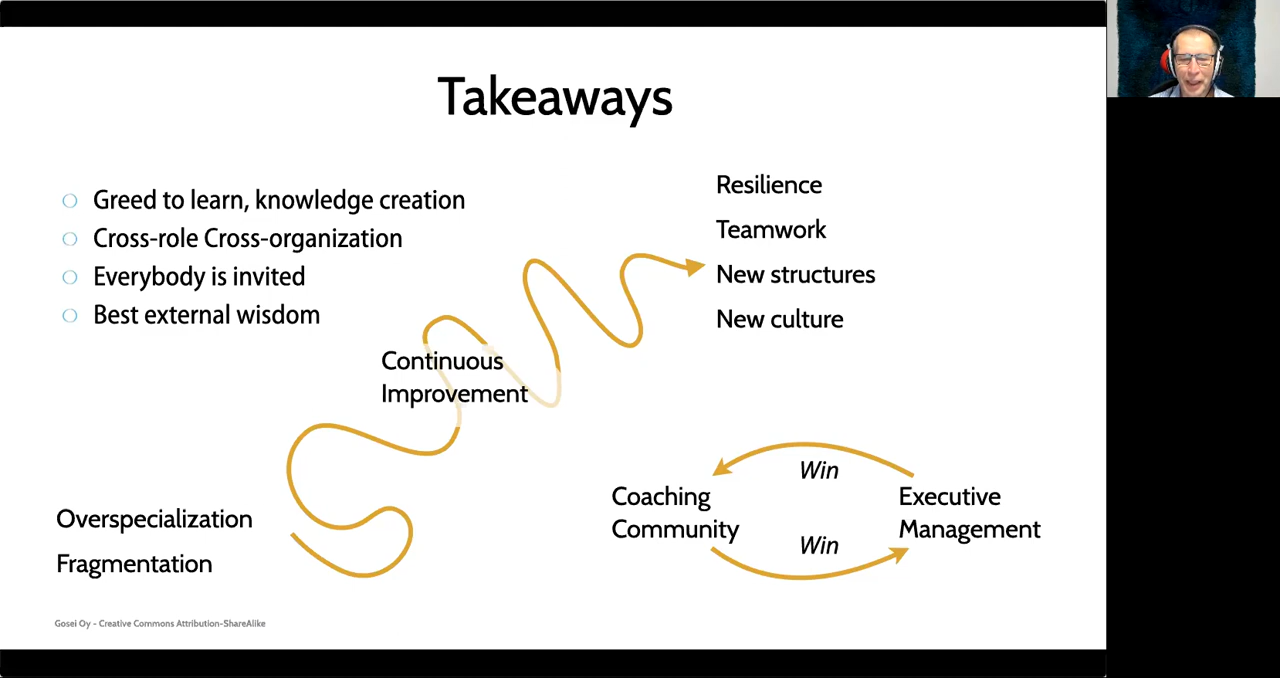 Takeaways
Greed to learn, knowledge creation
Cross-role Cross-organization
Everybody is invited
Best external wisdom
Resilience
Teamwork
New structures
New culture
Continuous
Improvement
Overspecialization
Fragmentation
Win
Coaching
Community
Executive
Management
Win
Gosei Oy - Creative Commons Attribution-ShareAlike